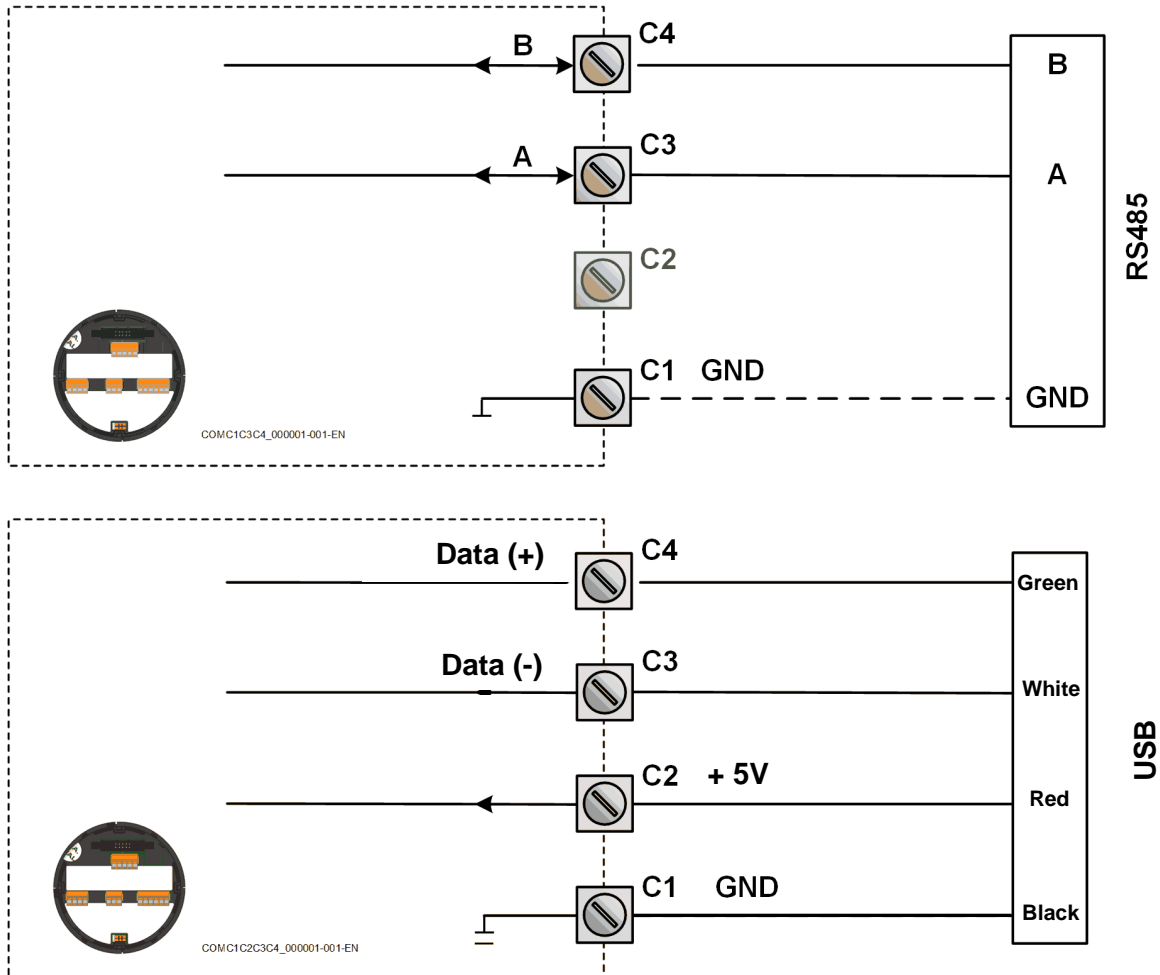 C4
B
B
C3
A
A
C2
RS485
C1 GND
GND
COMC1C3C4_000001-001-EN
Data (+)
C4
Green
Data (-)
C3
White
USB
C2 + 5V
Red
C1 GND
Black
COMC1C2C3C4_000001-001-EN